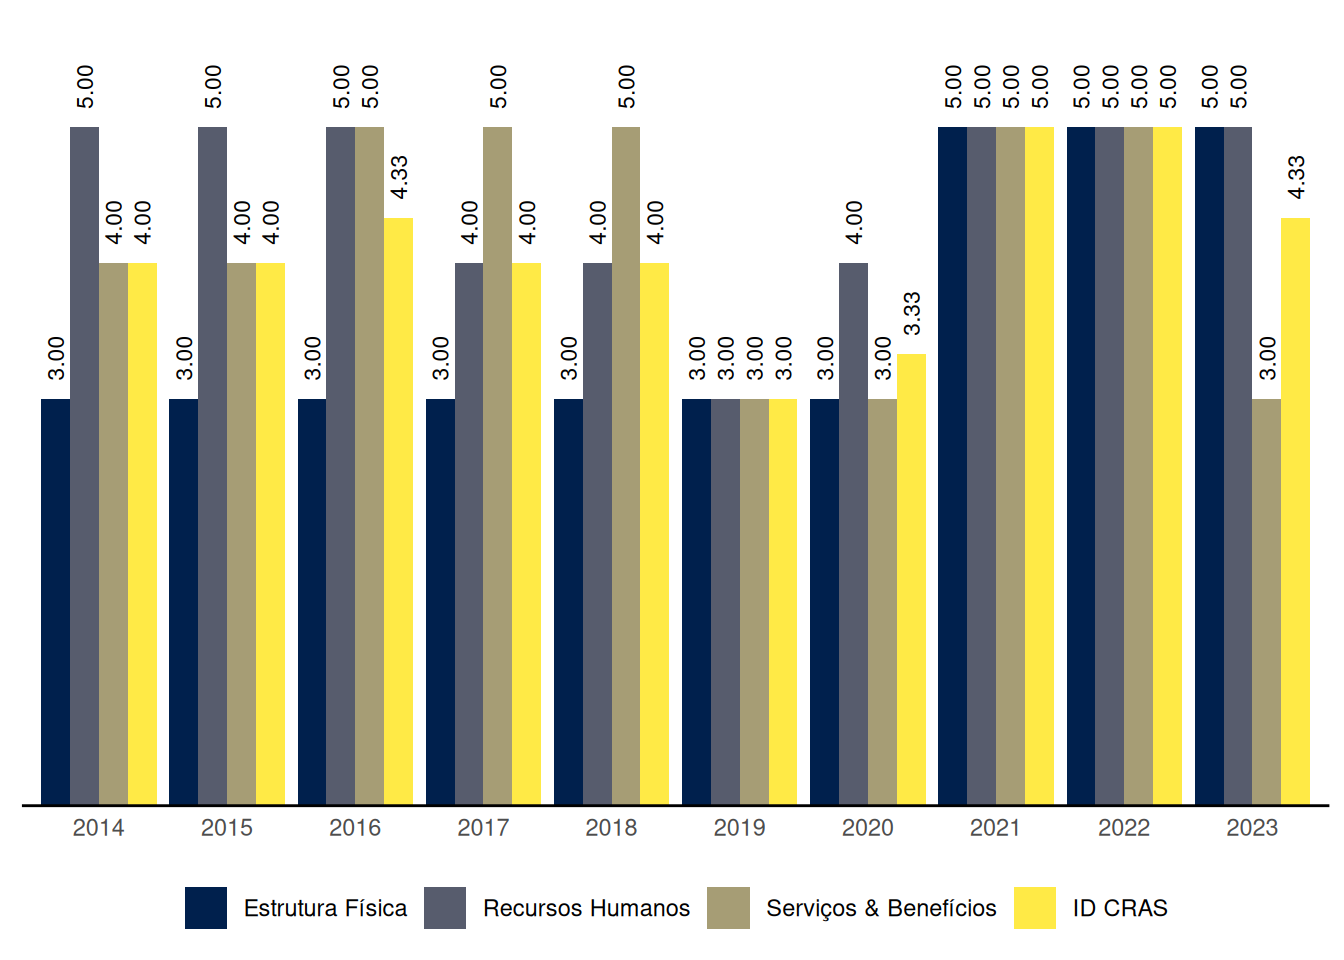 3.00 5.00 4.00 4.00 3.00 5.00 4.00 4.00 3.00 5.00 5.00 4.33 3.00 4.00 5.00 4.00 3.00 4.00 5.00 4.00 3.00 3.00 3.00 3.00 3.00 4.00 3.00 3.33 5.00 5.00 5.00 5.00 5.00 5.00 5.00 5.00 5.00 5.00 3.00 4.33
2014 2015 2016 2017 2018 2019 2020 2021 2022 2023
Estrutura Física Recursos Humanos Serviços & Benefícios ID CRAS